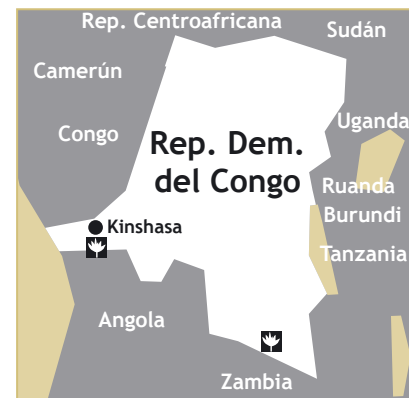 Rep. Centroafricana
Sudán
Camerún
Uganda
Congo
Rep. Dem.
del Congo
Ruanda
Burundi
Kinshasa
Tanzania
Angola
Zambia